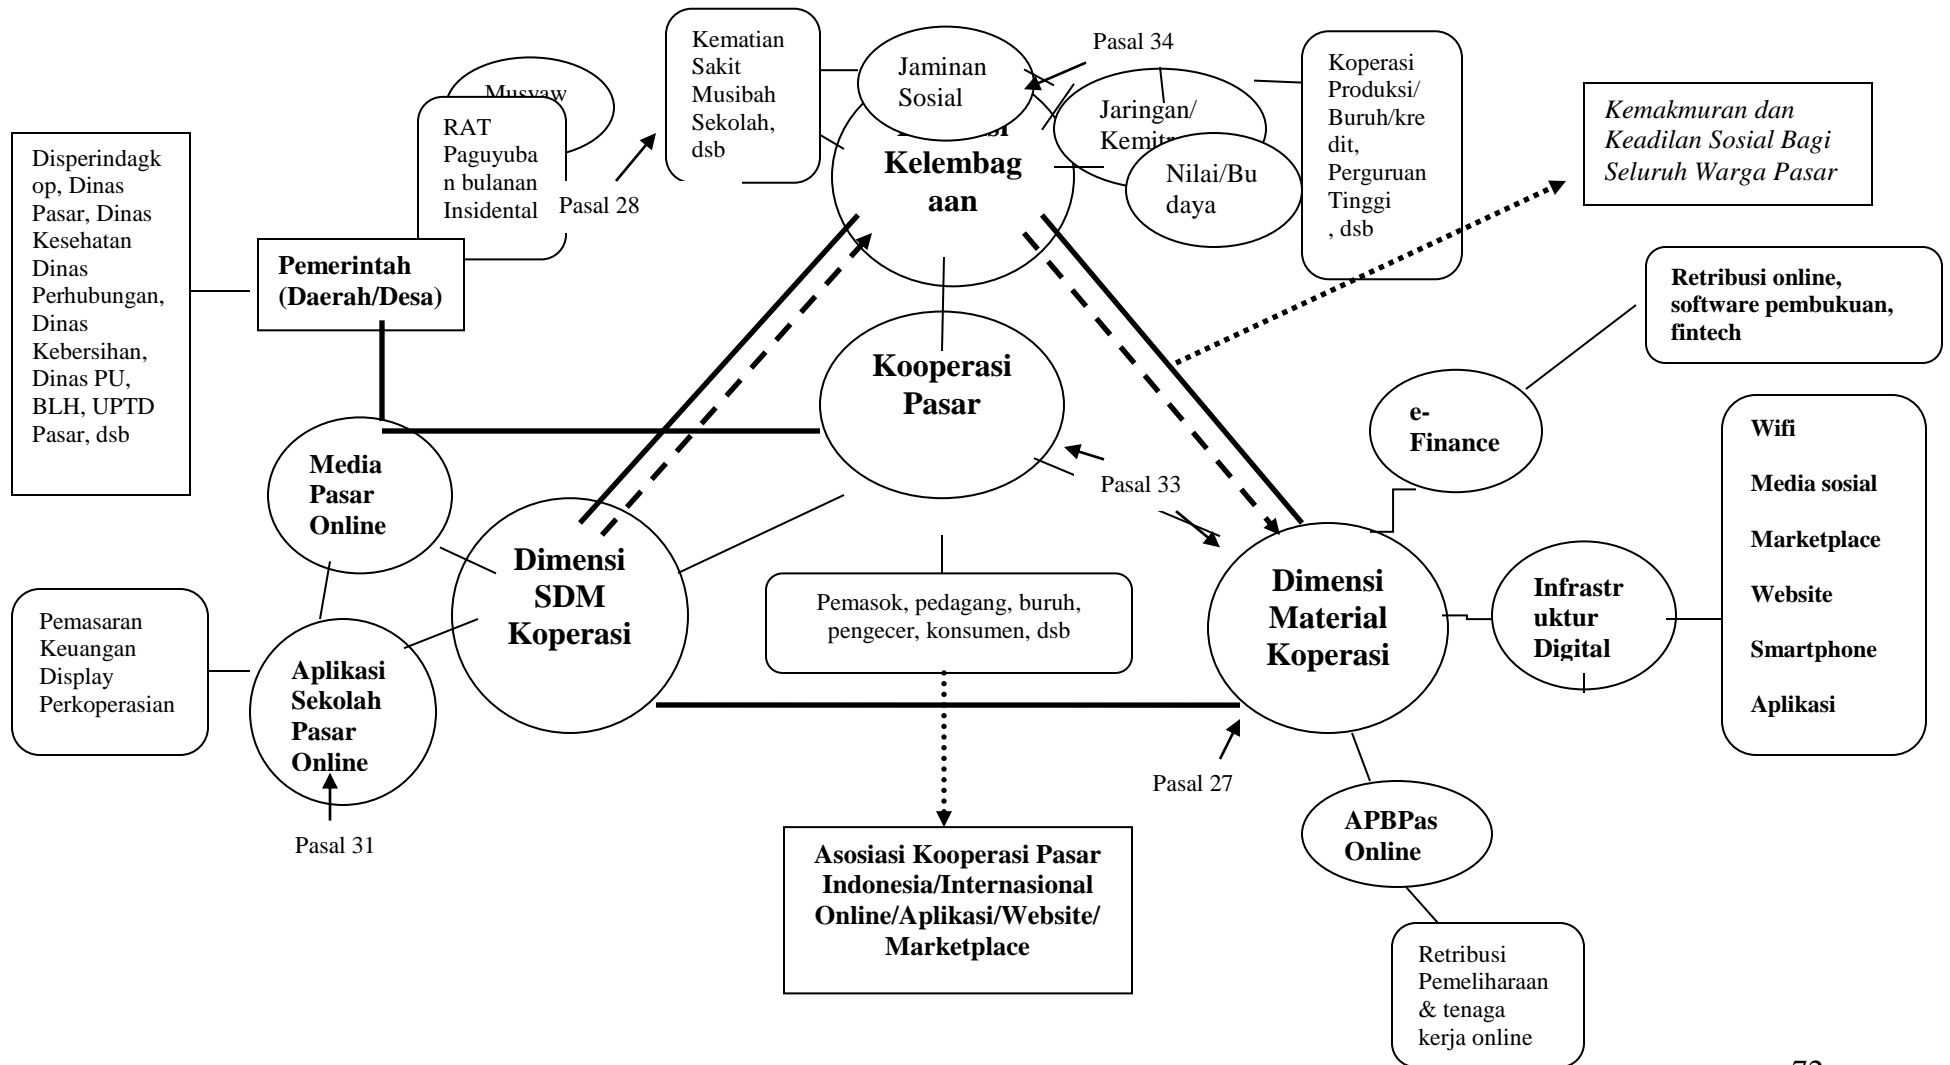 Kematian
Sakit
Musibah
Sekolah,
dsb
Jaminan
Sosial
Pasal 34
Koperasi
Produksi/
Buruh/kre
dit,
Perguruan
Tinggi
, dsb
Jaringan/
Nilai/Bu
daya
Kemakmuran dan
Keadilan Sosial Bagi
Seluruh Warga Pasar
RAT
Paguyuba
n bulanan
Insidental
Pasal 28
Kelembag
aan
Disperindagk
op, Dinas
Pasar, Dinas
Kesehatan
Dinas
Perhubungan,
Dinas
Kebersihan,
Dinas PU,
BLH, UPTD
Pasar, dsb
Pemerintah
(Daerah/Desa)
Retribusi online,
software pembukuan,
fintech
Kooperasi
Pasar
e-
Finance
Media
Pasar
Online
Pasal 33
Wifi
Media sosial
Marketplace
Website
Smartphone
Aplikasi
Dimensi
SDM
Koperasi
Pemasok, pedagang, buruh,
pengecer, konsumen, dsb
Dimensi
Material
Koperasi
Infrastr
uktur
Digital
Pemasaran
Keuangan
Display
Perkoperasian
Aplikasi
Sekolah
Pasar
Online
Pasal 31
Pasal 27
APBPas
Online
Asosiasi Kooperasi Pasar
Indonesia/Internasional
Online/Aplikasi/Website/
Marketplace
Retribusi
Pemeliharaan
& tenaga
kerja online